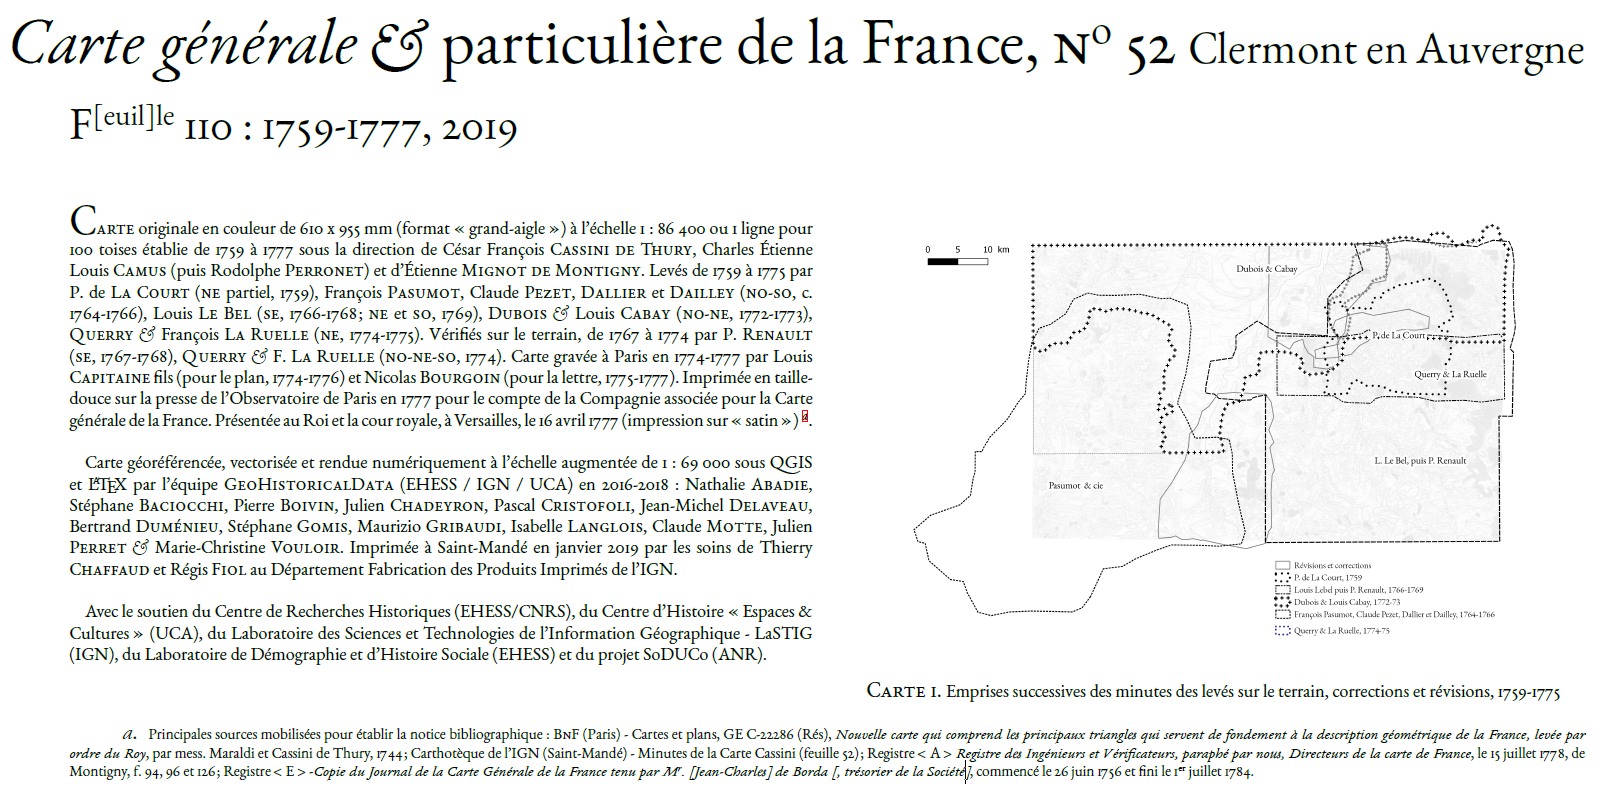 Carte générale & particulière de la France, N° 52 Clermont en Auvergne
F[euil]le 110 : 1759-1777, 2019
CARTE originale en couleur de 610 x 955 mm (format « grand-aigle ») à l'échelle 1 : 86 400 ou 1 ligne pour
100 toises établie de 1759 à 1777 sous la direction de César François CASSINI DE THURY, Charles Étienne
Louis CAMUS (puis Rodolphe PERRONET) et d'Étienne MIGNOT DE MONTIGNY. Levés de 1759 à 1775 par
P. de LA COURT (NE partiel, 1759), François PASUMOT, Claude PEZET, DALLIER et DAILLEY (NO-SO, c.
1764-1766), Louis LE BEL (SE, 1766-1768; NE et SO, 1769), DUBOIS & Louis CABAY (NO-NE, 1772-1773),
QUERRY & François LA RUELLE (NE, 1774-1775). Vérifiés sur le terrain, de 1767 à 1774 par P. RENAULT
(SE, 1767-1768), QUERRY & F. LA RUELLE (NO-NE-SO, 1774). Carte gravée à Paris en 1774-1777 par Louis
CAPITAINE fils (pour le plan, 1774-1776) et Nicolas BOURGOIN (pour la lettre, 1775-1777). Imprimée en taille-
douce sur la presse de l'Observatoire de Paris en 1777 pour le compte de la Compagnie associée pour la Carte
générale de la France. Présentée au Roi et la cour royale, à Versailles, le 16 avril 1777 (impression sur « satin ») a.
Carte géoréférencée, vectorisée et rendue numériquement à l'échelle augmentée de 1 : 69 000 sous QGIS
et LATEX par l'équipe GEOHISTORICALDATA (EHESS / IGN / UCA) en 2016-2018 : Nathalie ABADIE,
Stéphane BACIOCCHI, Pierre BOIVIN, Julien CHADEYRON, Pascal CRISTOFOLI, Jean-Michel DELAVEAU,
Bertrand DUMÉNIEU, Stéphane GOMIS, Maurizio GRIBAUDI, Isabelle LANGLOIS, Claude MOTTE, Julien
PERRET & Marie-Christine VOULOIR. Imprimée à Saint-Mandé en janvier 2019 par les soins de Thierry
CHAFFAUD et Régis FIOL au Département Fabrication des Produits Imprimés de l'IGN.
Avec le soutien du Centre de Recherches Historiques (EHESS/CNRS), du Centre d'Histoire « Espaces &
Cultures » (UCA), du Laboratoire des Sciences et Technologies de l'Information Géographique - LaSTIG
(IGN), du Laboratoire de Démographie et d'Histoire Sociale (EHESS) et du projet SoDUCo (ANR).
0 5 10 km
Dubois & Cabay
P. de La Court
Querry & La Ruelle
L. Le Bel, puis P. Renault
Pasumot & cie
Révisions et corrections
P. de La Court, 1759
Louis Lebel puis P. Renault, 1766-1769
Dubois & Louis Cabay, 1772-73
François Pasumot, Claude Pezet, Dallier et Dailley, 1764-1766
Querry & La Ruelle, 1774-75
CARTE 1. Emprises successives des minutes des levés sur le terrain, corrections et révisions, 1759-1775
a. Principales sources mobilisées pour établir la notice bibliographique : BNF (Paris) - Cartes et plans, GE C-22286 (Rés), Nouvelle carte qui comprend les principaux triangles qui servent de fondement à la description géométrique de la France, levée par
ordre du Roy, par mess. Maraldi et Cassini de Thury, 1744; Carthotèque de l'IGN (Saint-Mandé) - Minutes de la Carte Cassini (feuille 52); Registre < A > Registre des Ingénieurs et Vérificateurs, paraphé par nous, Directeurs de la carte de France, le 15 juillet 1778, de
Montigny, f. 94, 96 et 126; Registre < E > -Copie du Journal de la Carte Générale de la France tenu par Mr. [Jean-Charles] de Borda [, trésorier de la Société], commencé le 26 juin 1756 et fini le 1er juillet 1784.